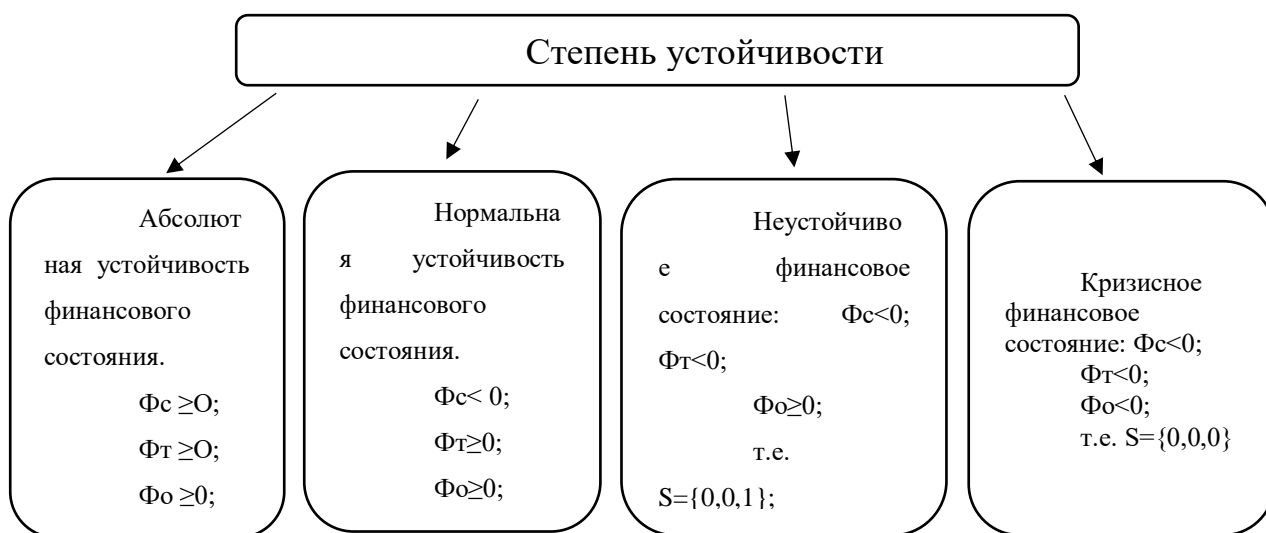 Степень устойчивости
Абсолют
ная устойчивость
финансового
состояния.
Фс ≥О;
Фт ≥О;
Фо ≥0;
Нормальна
я устойчивость
финансового
состояния.
Фс< 0;
Фт≥0;
Фо≥0;
Неустойчиво
е финансовое
состояние: Фс<0;
Фт<0;
Фо≥0;
т.е.
S={0,0,1};
Кризисное
финансовое
состояние: Фс<0;
Фт<0;
Фо<0;
т.е. S={0,0,0}